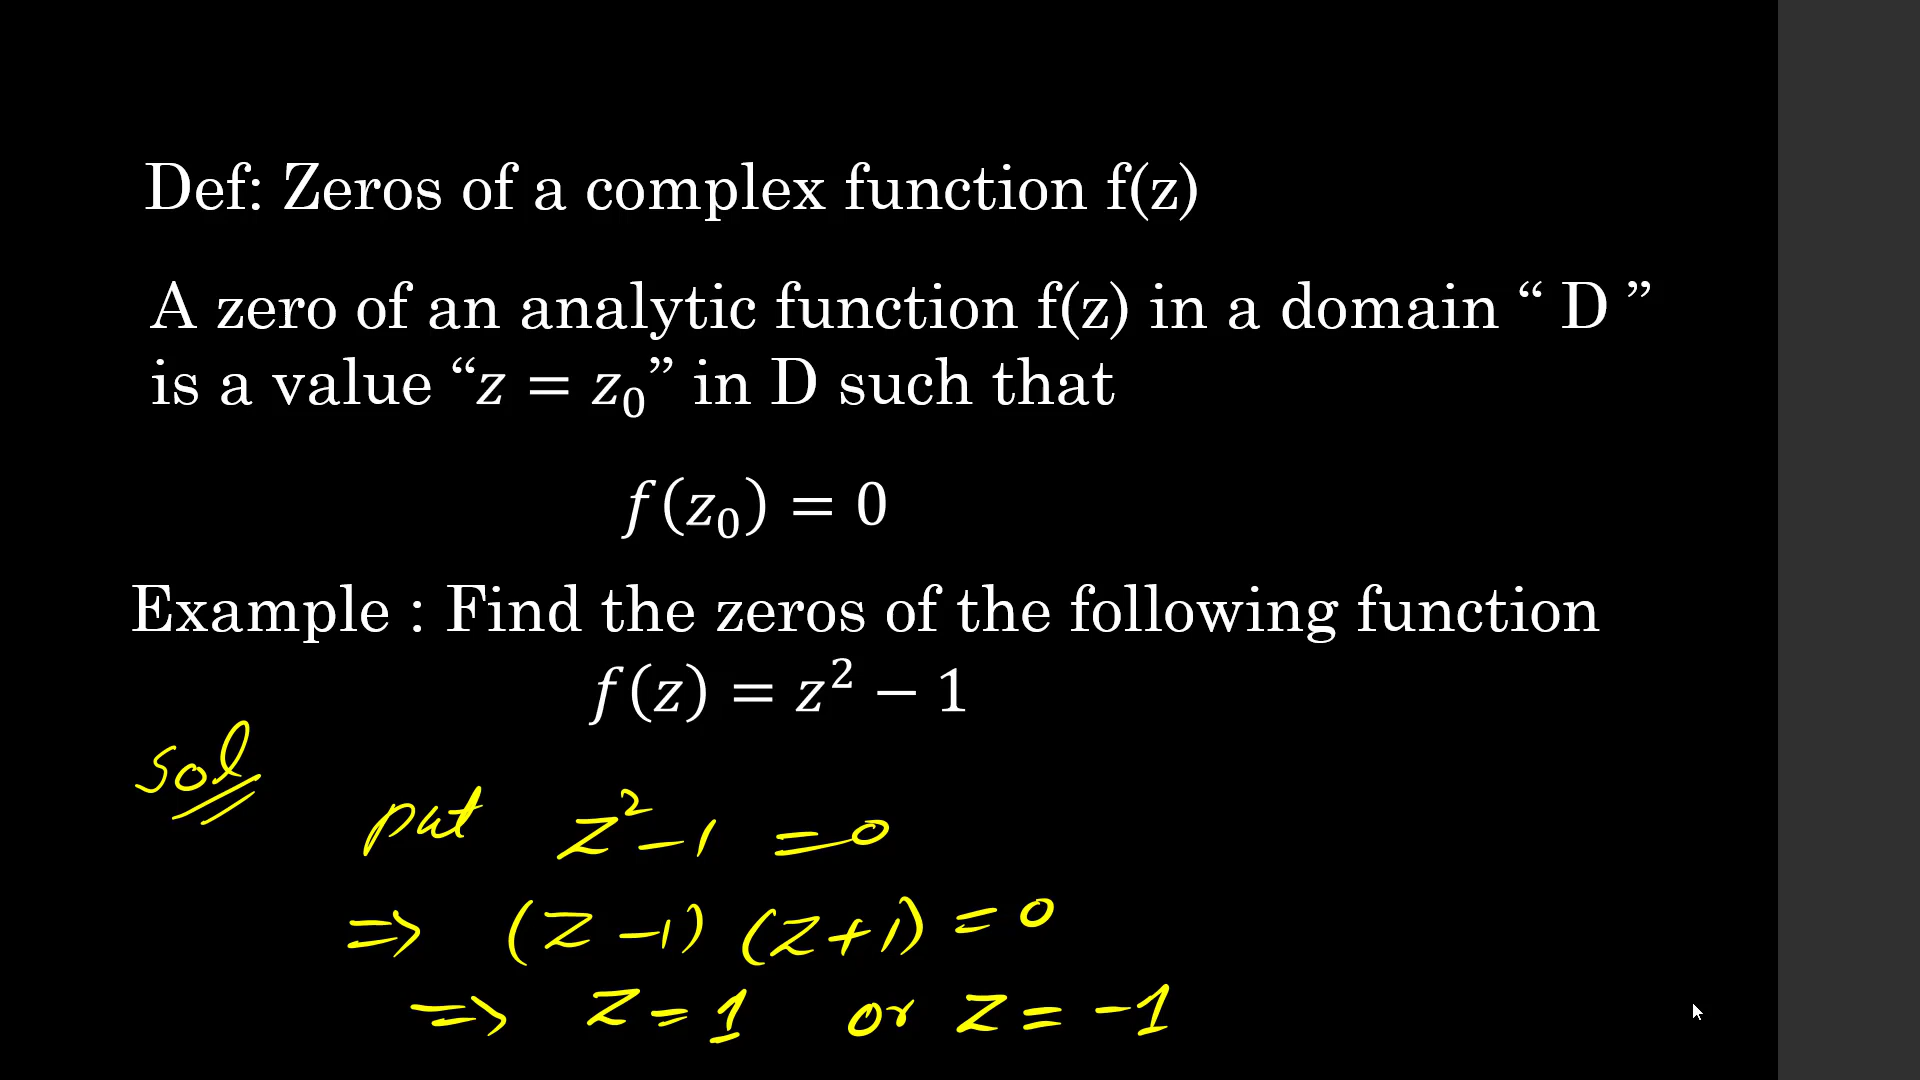 Def: Zeros of a complex function f(z)
A zero of an analytic function f(z) in a domain “ D ”
is a value “z = z₀” in D such that
f(z₀) = 0
Example : Find the zeros of the following function
f(z) = z² − 1
Sol
put z² − 1 = 0
⇒ (z − 1) (z + 1) = 0
⇒ z = 1 or z = −1